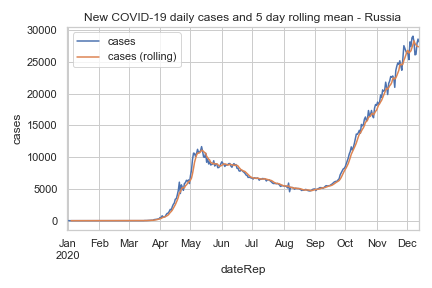 New COVID-19 daily cases and 5 day rolling mean - Russia
cases
cases (rolling)
30000
25000
20000
15000
10000
5000
0
cases
Jan Feb Mar Apr May Jun Jul Aug Sep Oct Nov Dec
2020
dateRep